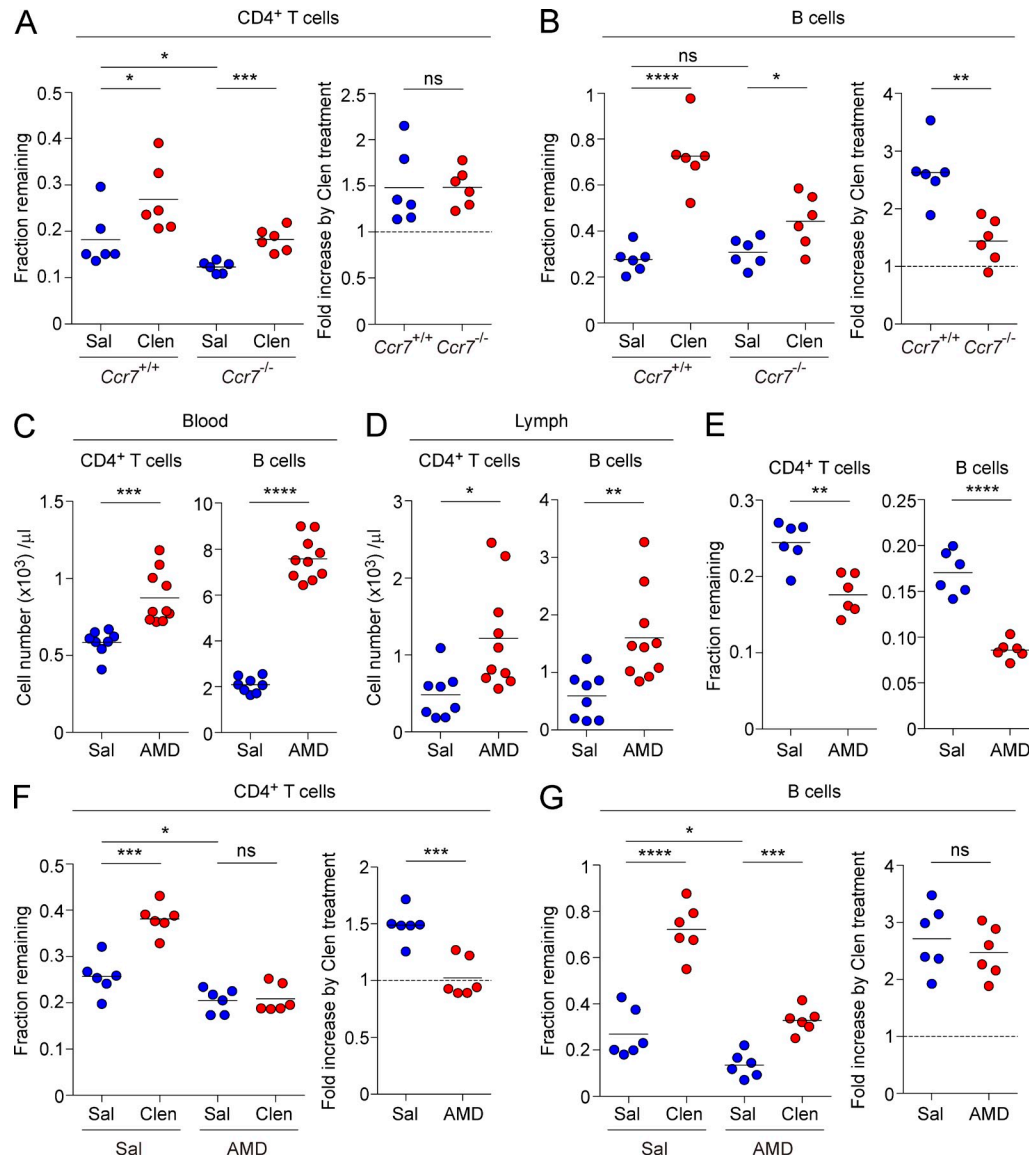 A
CD4+ T cells
*
*
***
Fraction remaining
0.5
0.4
0.3
0.2
0.1
0
Sal
Clen
Sal
Clen
Ccr7+/+
Ccr7-/-
ns
Fold increase by Clen treatment
2.5
2
1.5
1
0.5
0
Ccr7+/+ Ccr7-/-
B
B cells
ns
****
*
Fraction remaining
1
0.8
0.6
0.4
0.2
0
Sal
Clen
Sal
Clen
Ccr7+/+
Ccr7-/-
**
Fold increase by Clen treatment
4
3
2
1
0
Ccr7+/+ Ccr7-/-
C
Blood
CD4+ T cells
***
Cell number (x103) /μl
1.5
1
0.5
0
Sal
AMD
B cells
****
10
8
6
4
2
0
Sal
AMD
D
Lymph
CD4+ T cells
*
Cell number (x103) /μl
3
2
1
0
Sal
AMD
B cells
**
4
3
2
1
0
Sal
AMD
E
CD4+ T cells
**
Fraction remaining
0.3
0.2
0.1
0
Sal
AMD
B cells
****
0.25
0.20
0.15
0.10
0.05
0
Sal
AMD
F
CD4+ T cells
*
***
ns
Fraction remaining
0.5
0.4
0.3
0.2
0.1
0
Sal
Clen
Sal
Clen
Sal
AMD
***
Fold increase by Clen treatment
2
1.5
1
0.5
0
Sal
AMD
G
B cells
*
****
***
Fraction remaining
1
0.8
0.6
0.4
0.2
0
Sal
Clen
Sal
Clen
Sal
AMD
ns
Fold increase by Clen treatment
4
3
2
1
0
Sal
AMD